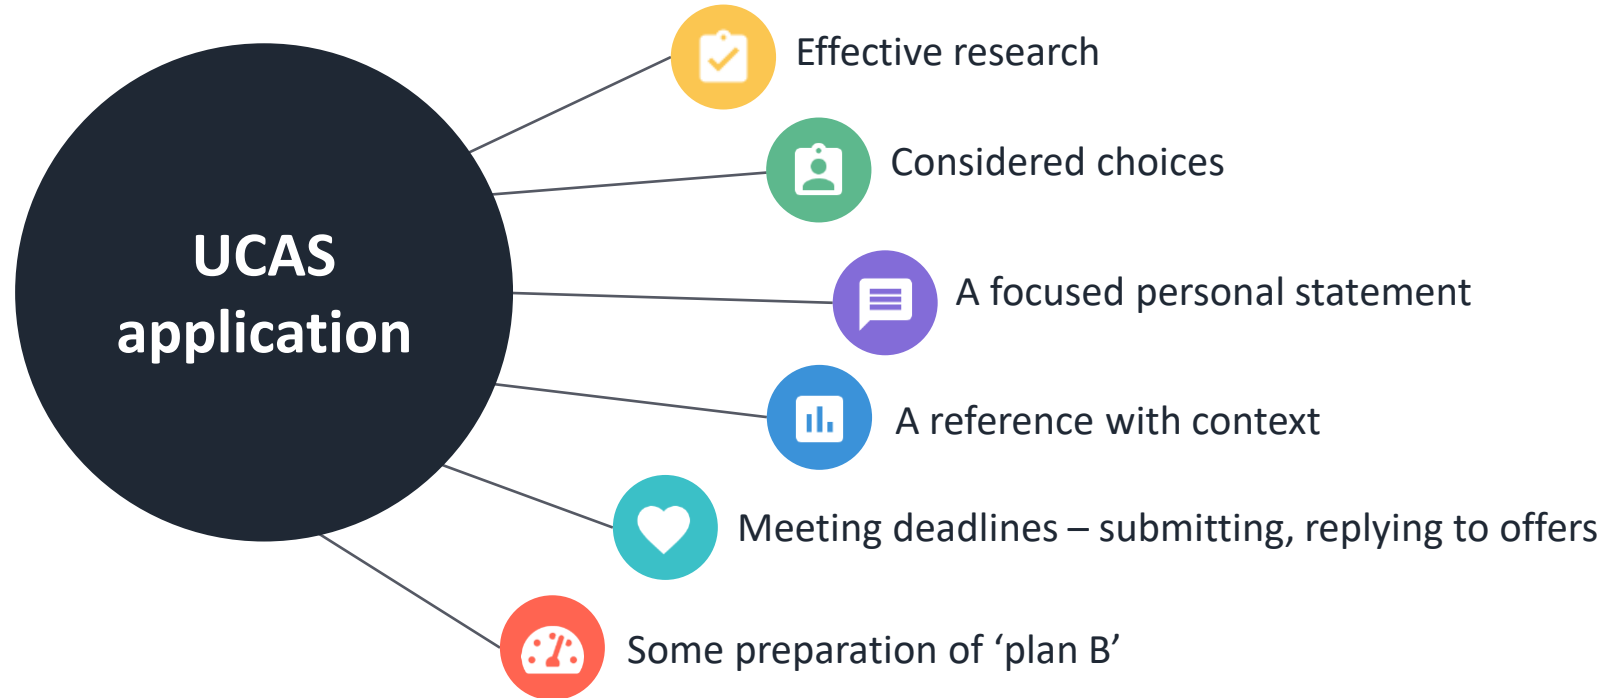 UCAS
application
Effective research
Considered choices
A focused personal statement
A reference with context
Meeting deadlines – submitting, replying to offers
Some preparation of ‘plan B’